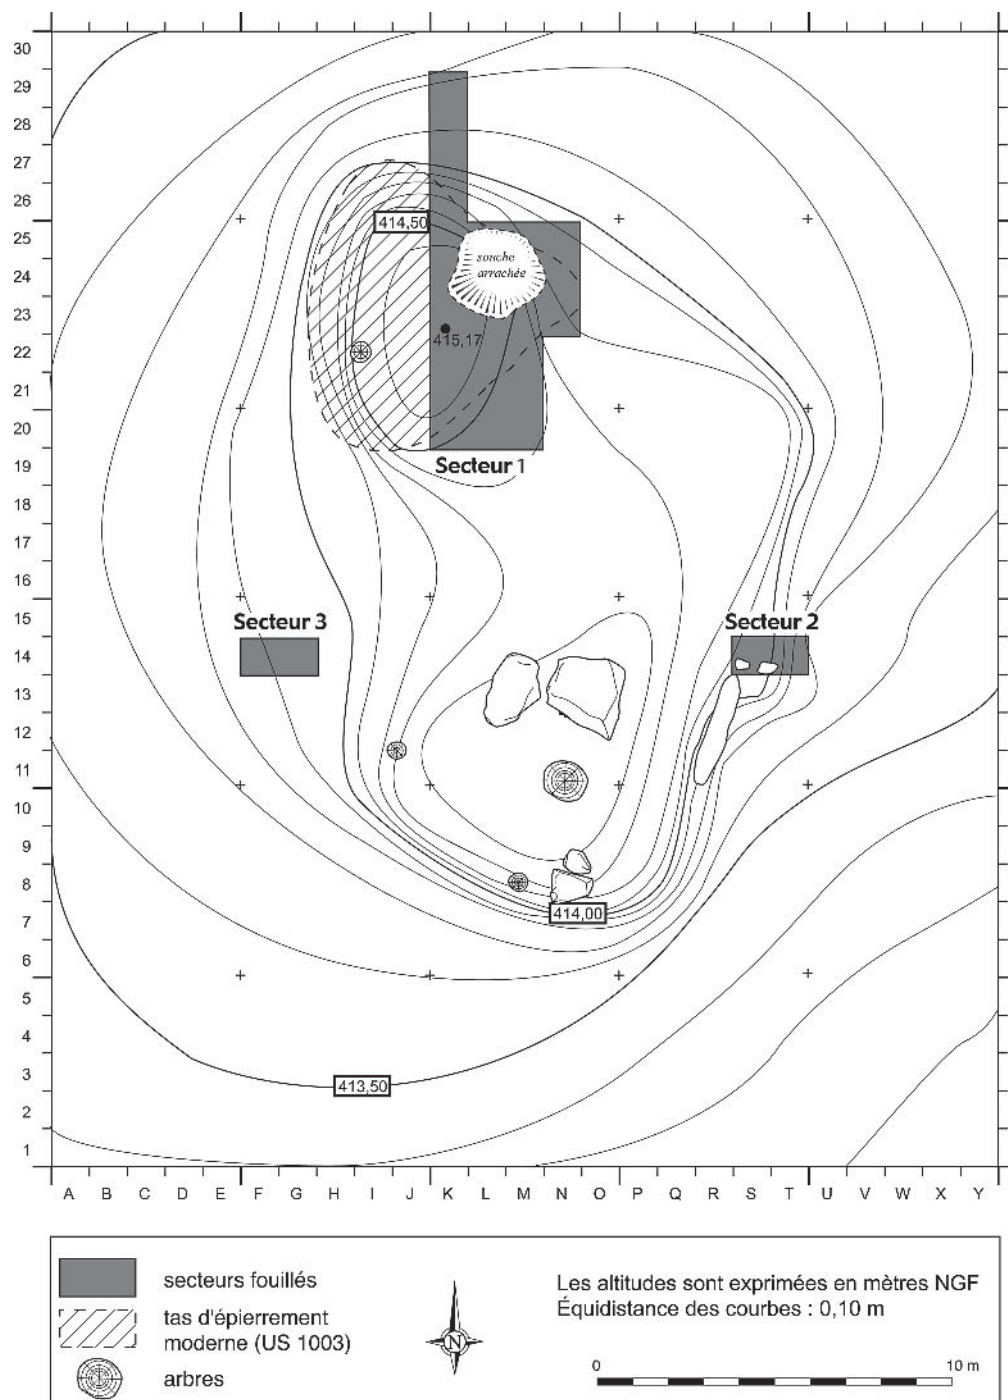 30
29
28
27
26
25
24
23
22
21
20
19
18
17
16
15
14
13
12
11
10
9
8
7
6
5
4
3
2
1
414,50
souche
arrachée
415,17
Secteur 1
Secteur 3
Secteur 2
414,00
413,50
A B C D E F G H I J K L M N O P Q R S T U V W X Y
secteurs fouillés
tas d'épierrement
moderne (US 1003)
arbres
N
Les altitudes sont exprimées en mètres NGF
Équidistance des courbes : 0,10 m
0 10 m